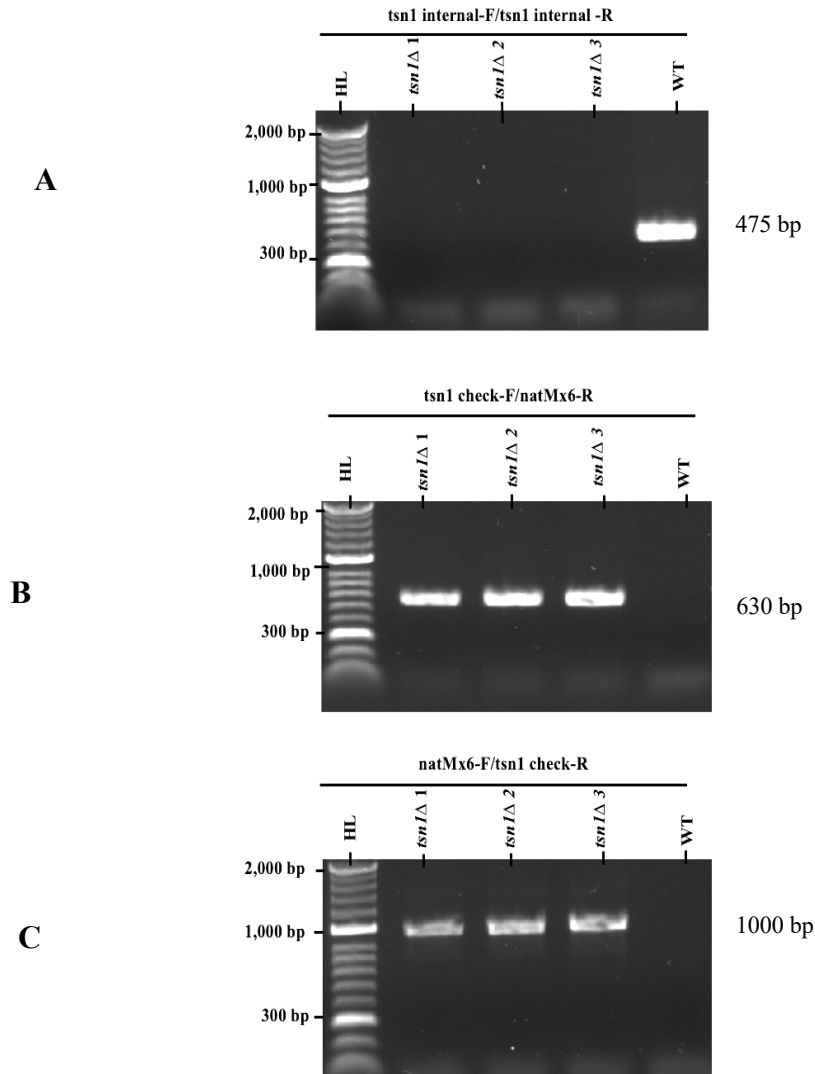 tsn1 internal-F/tsn1 internal -R
HL
tsn1Δ 1
tsn1Δ 2
tsn1Δ 3
WT
A
2,000 bp
1,000 bp
300 bp
475 bp
tsn1 check-F/natMx6-R
HL
tsn1Δ 1
tsn1Δ 2
tsn1Δ 3
WT
B
2,000 bp
1,000 bp
300 bp
630 bp
natMx6-F/tsn1 check-R
HL
tsn1Δ 1
tsn1Δ 2
tsn1Δ 3
WT
C
2,000 bp
1,000 bp
300 bp
1000 bp